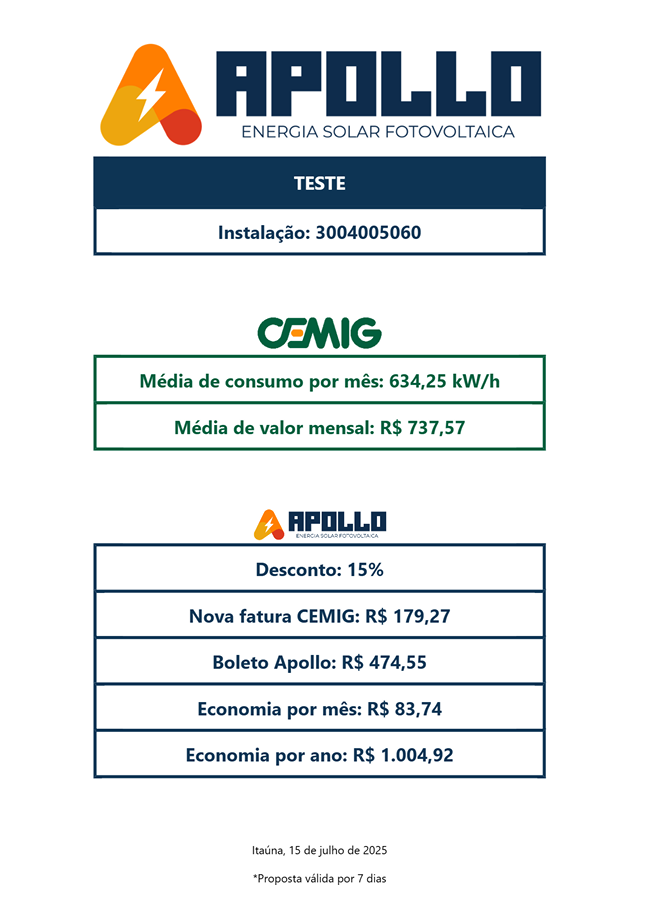 APOLLO
ENERGIA SOLAR FOTOVOLTAICA
TESTE
Instalação: 3004005060
CEMIG
Média de consumo por mês: 634,25 kW/h
Média de valor mensal: R$ 737,57
APOLLO
ENERGIA SOLAR FOTOVOLTAICA
Desconto: 15%
Nova fatura CEMIG: R$ 179,27
Boleto Apollo: R$ 474,55
Economia por mês: R$ 83,74
Economia por ano: R$ 1.004,92
Itaúna, 15 de julho de 2025
*Proposta válida por 7 dias